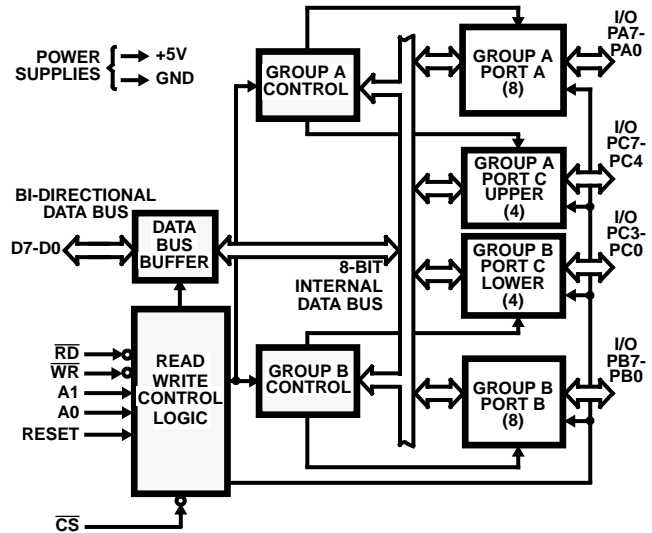 POWER
SUPPLIES
+5V
GND
GROUP A
CONTROL
GROUP A
PORT A
(8)
I/O
PA7-
PA0
GROUP A
PORT C
UPPER
(4)
I/O
PC7-
PC4
BI-DIRECTIONAL
DATA BUS
D7-D0
DATA
BUS
BUFFER
8-BIT
INTERNAL
DATA BUS
GROUP B
PORT C
LOWER
(4)
I/O
PC3-
PC0
RD
WR
A1
A0
RESET
READ
WRITE
CONTROL
LOGIC
GROUP B
CONTROL
GROUP B
PORT B
(8)
I/O
PB7-
PB0
CS